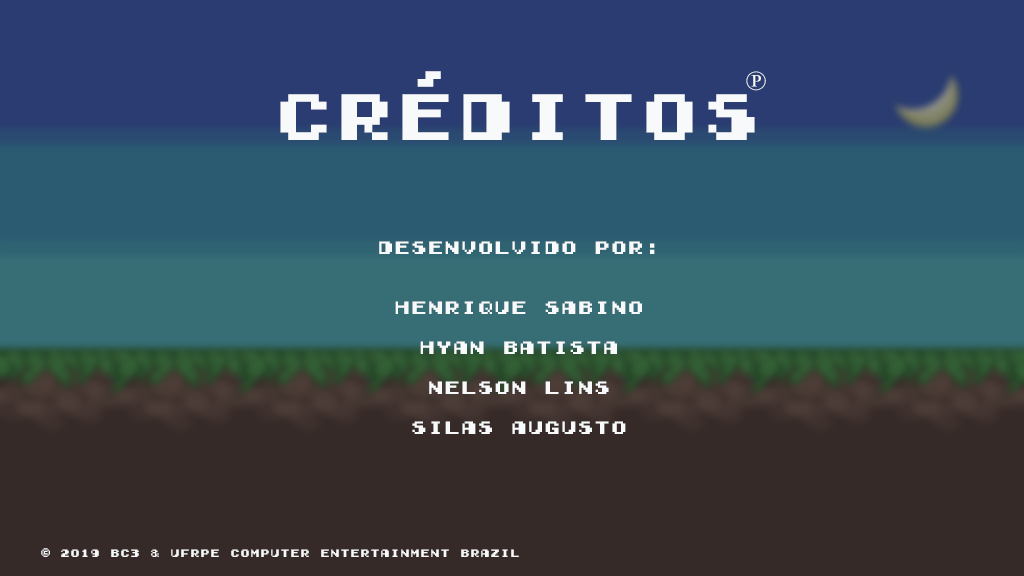 CRÉDITOS℗
DESENVOLVIDO POR:
HENRIQUE SABINO
HYAN BATISTA
NELSON LINS
SILAS AUGUSTO
© 2019 BC3 & UFRPE COMPUTER ENTERTAINMENT BRAZIL